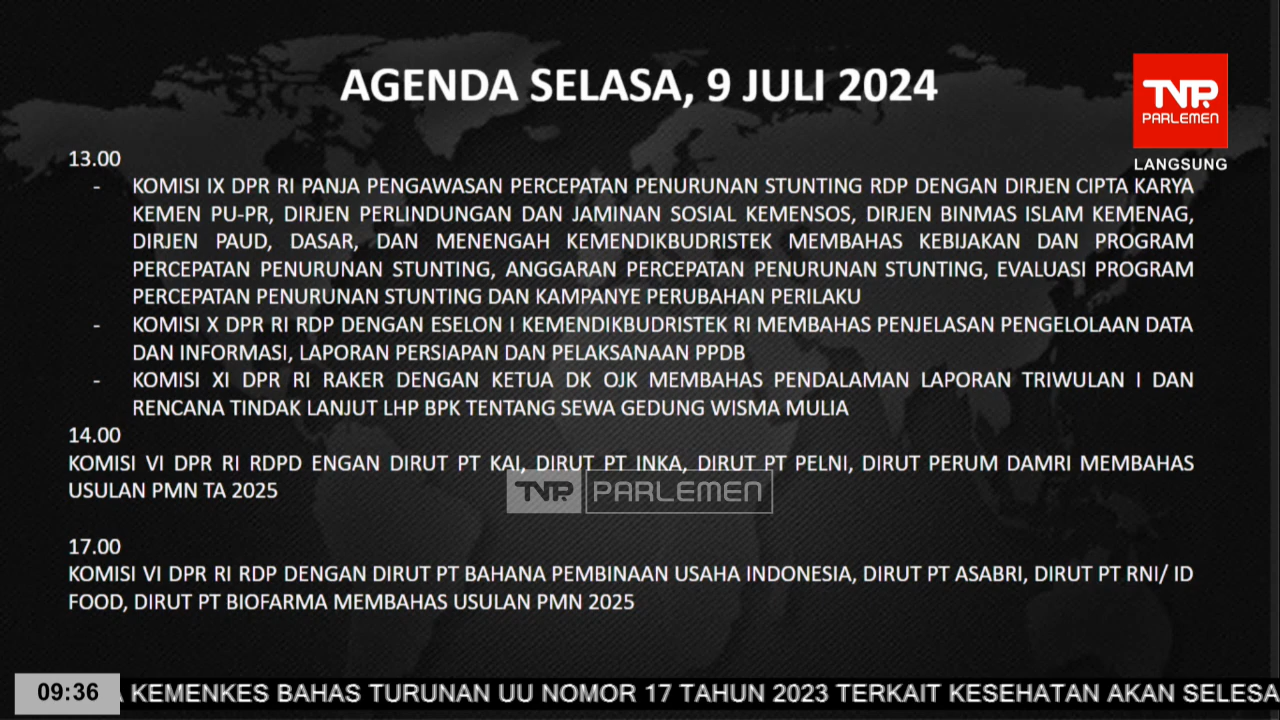 AGENDA SELASA, 9 JULI 2024
TVR
PARLEMEN
LANGSUNG
13.00
- KOMISI IX DPR RI PANJA PENGAWASAN PERCEPATAN PENURUNAN STUNTING RDP DENGAN DIRJEN CIPTA KARYA
KEMEN PU-PR, DIRJEN PERLINDUNGAN DAN JAMINAN SOSIAL KEMENSOS, DIRJEN BINMAS ISLAM KEMENAG,
DIRJEN PAUD, DASAR, DAN MENENGAH KEMENDIKBUDRISTEK MEMBAHAS KEBIJAKAN DAN PROGRAM
PERCEPATAN PENURUNAN STUNTING, ANGGARAN PERCEPATAN PENURUNAN STUNTING, EVALUASI PROGRAM
PERCEPATAN PENURUNAN STUNTING DAN KAMPANYE PERUBAHAN PERILAKU
- KOMISI X DPR RI RDP DENGAN ESELON I KEMENDIKBUDRISTEK RI MEMBAHAS PENJELASAN PENGELOLAAN DATA
DAN INFORMASI, LAPORAN PERSIAPAN DAN PELAKSANAAN PPDB
- KOMISI XI DPR RI RAKER DENGAN KETUA DK OJK MEMBAHAS PENDALAMAN LAPORAN TRIWULAN I DAN
RENCANA TINDAK LANJUT LHP BPK TENTANG SEWA GEDUNG WISMA MULIA
14.00
KOMISI VI DPR RI RDPD ENGAN DIRUT PT KAI, DIRUT PT INKA, DIRUT PT PELNI, DIRUT PERUM DAMRI MEMBAHAS
USULAN PMN TA 2025
TVR PARLEMEN
17.00
KOMISI VI DPR RI RDP DENGAN DIRUT PT BAHANA PEMBINAAN USAHA INDONESIA, DIRUT PT ASABRI, DIRUT PT RNI/ ID
FOOD, DIRUT PT BIOFARMA MEMBAHAS USULAN PMN 2025
09:36 A KEMENKES BAHAS TURUNAN UU NOMOR 17 TAHUN 2023 TERKAIT KESEHATAN AKAN SELESA